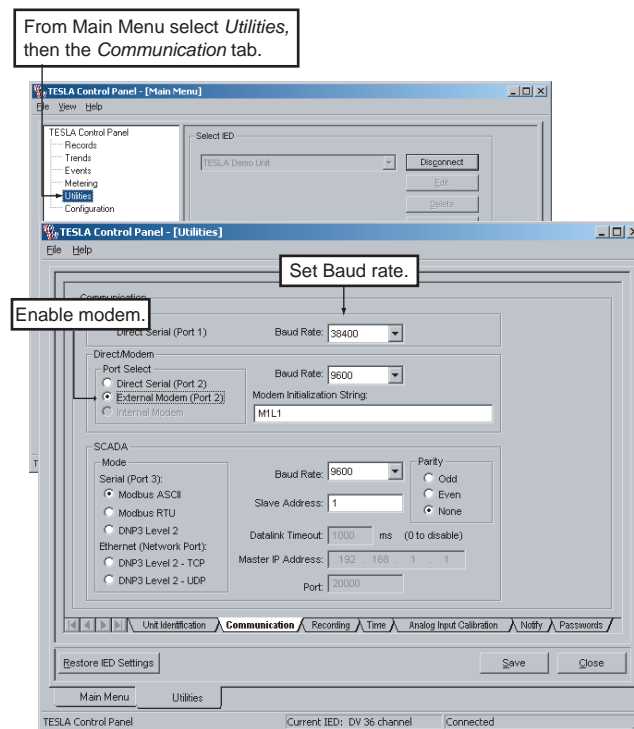 From Main Menu select Utilities,
then the Communication tab.
TESLA Control Panel - [Main Menu]
File View Help
TESLA Control Panel
Records
Trends
Events
Metering
Utilities
Configuration
Select IED
TESLA Demo Unit
Disconnect
Edit
Delete
TESLA Control Panel - [Utilities]
File Help
Set Baud rate.
Communication
Enable modem.
Direct Serial (Port 1)
Baud Rate: 38400
Direct/Modem
Port Select
Direct Serial (Port 2)
External Modem (Port 2)
Internal Modem
Baud Rate: 9600
Modem Initialization String:
M1L1
SCADA
Mode
Serial (Port 3):
Modbus ASCII
Modbus RTU
DNP3 Level 2
Ethernet (Network Port):
DNP3 Level 2 - TCP
DNP3 Level 2 - UDP
Baud Rate: 9600
Slave Address: 1
Parity
Odd
Even
None
Datalink Timeout: 1000 ms (0 to disable)
Master IP Address: 192 . 168 . 1 . 1
Port: 20000
Unit Identification Communication Recording Time Analog Input Calibration Notify Passwords
Restore IED Settings
Save Close
Main Menu Utilities
TESLA Control Panel Current IED: DV 36 channel Connected